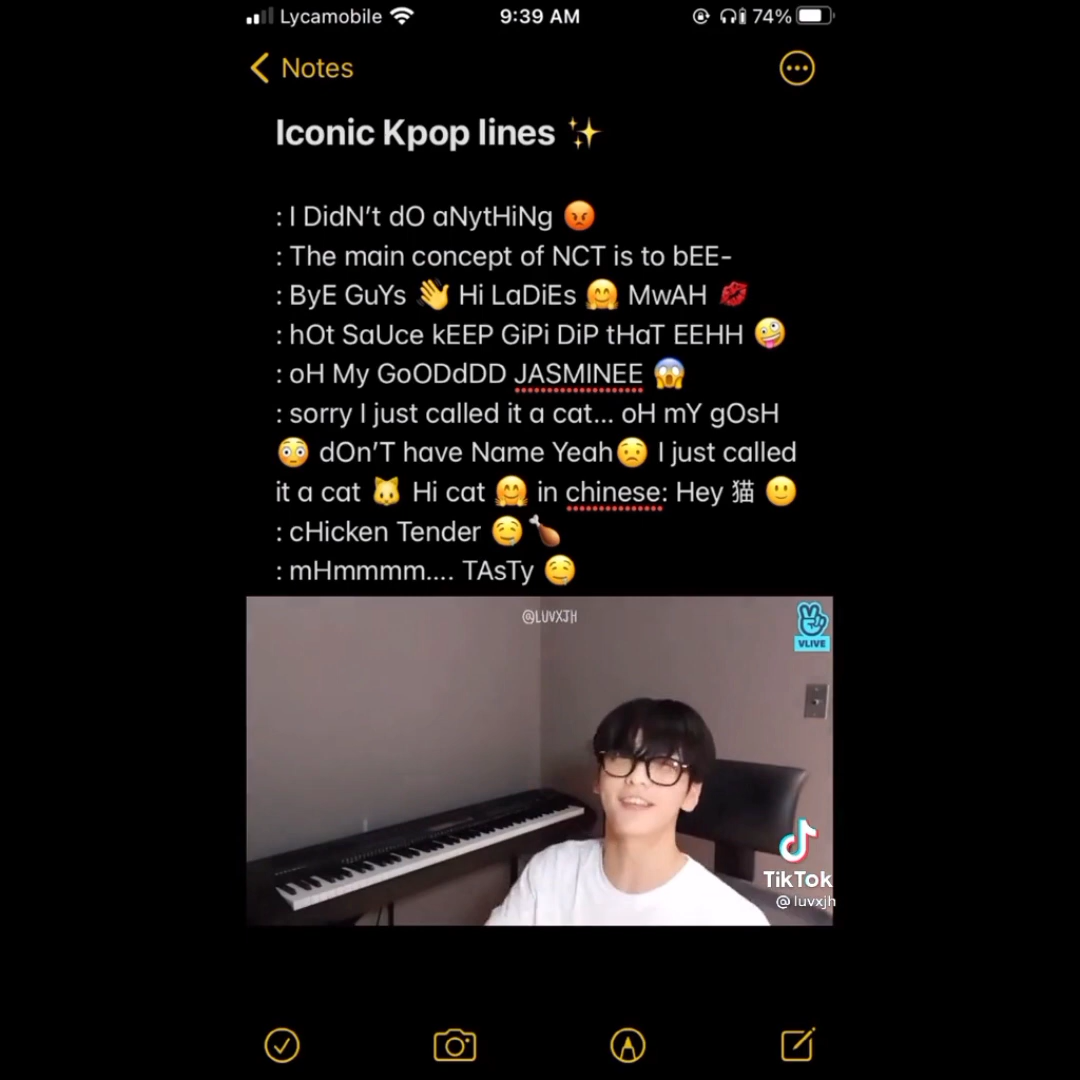 Lycamobile 9:39 AM 74%
Notes
Iconic Kpop lines ✨
: I DidN’t dO aNytHiNg 😡
: The main concept of NCT is to bEE-
: ByE GuYs 👋 Hi LaDiEs 🤗 MwAH 💋
: hOt SaUce kEEP GiPi DiP tHaT EEHH 🤪
: oH My GoODdDD JASMINEE 😱
: sorry I just called it a cat... oH mY gOsH
😳 dOn’T have Name Yeah😟 I just called
it a cat 🐱 Hi cat 🤗 in chinese: Hey 猫 🙂
: cHicken Tender 🤤🍗
: mHmmmm.... TAsTy 🤤
@LUVXJH
VLIVE
TikTok
@luvxjh